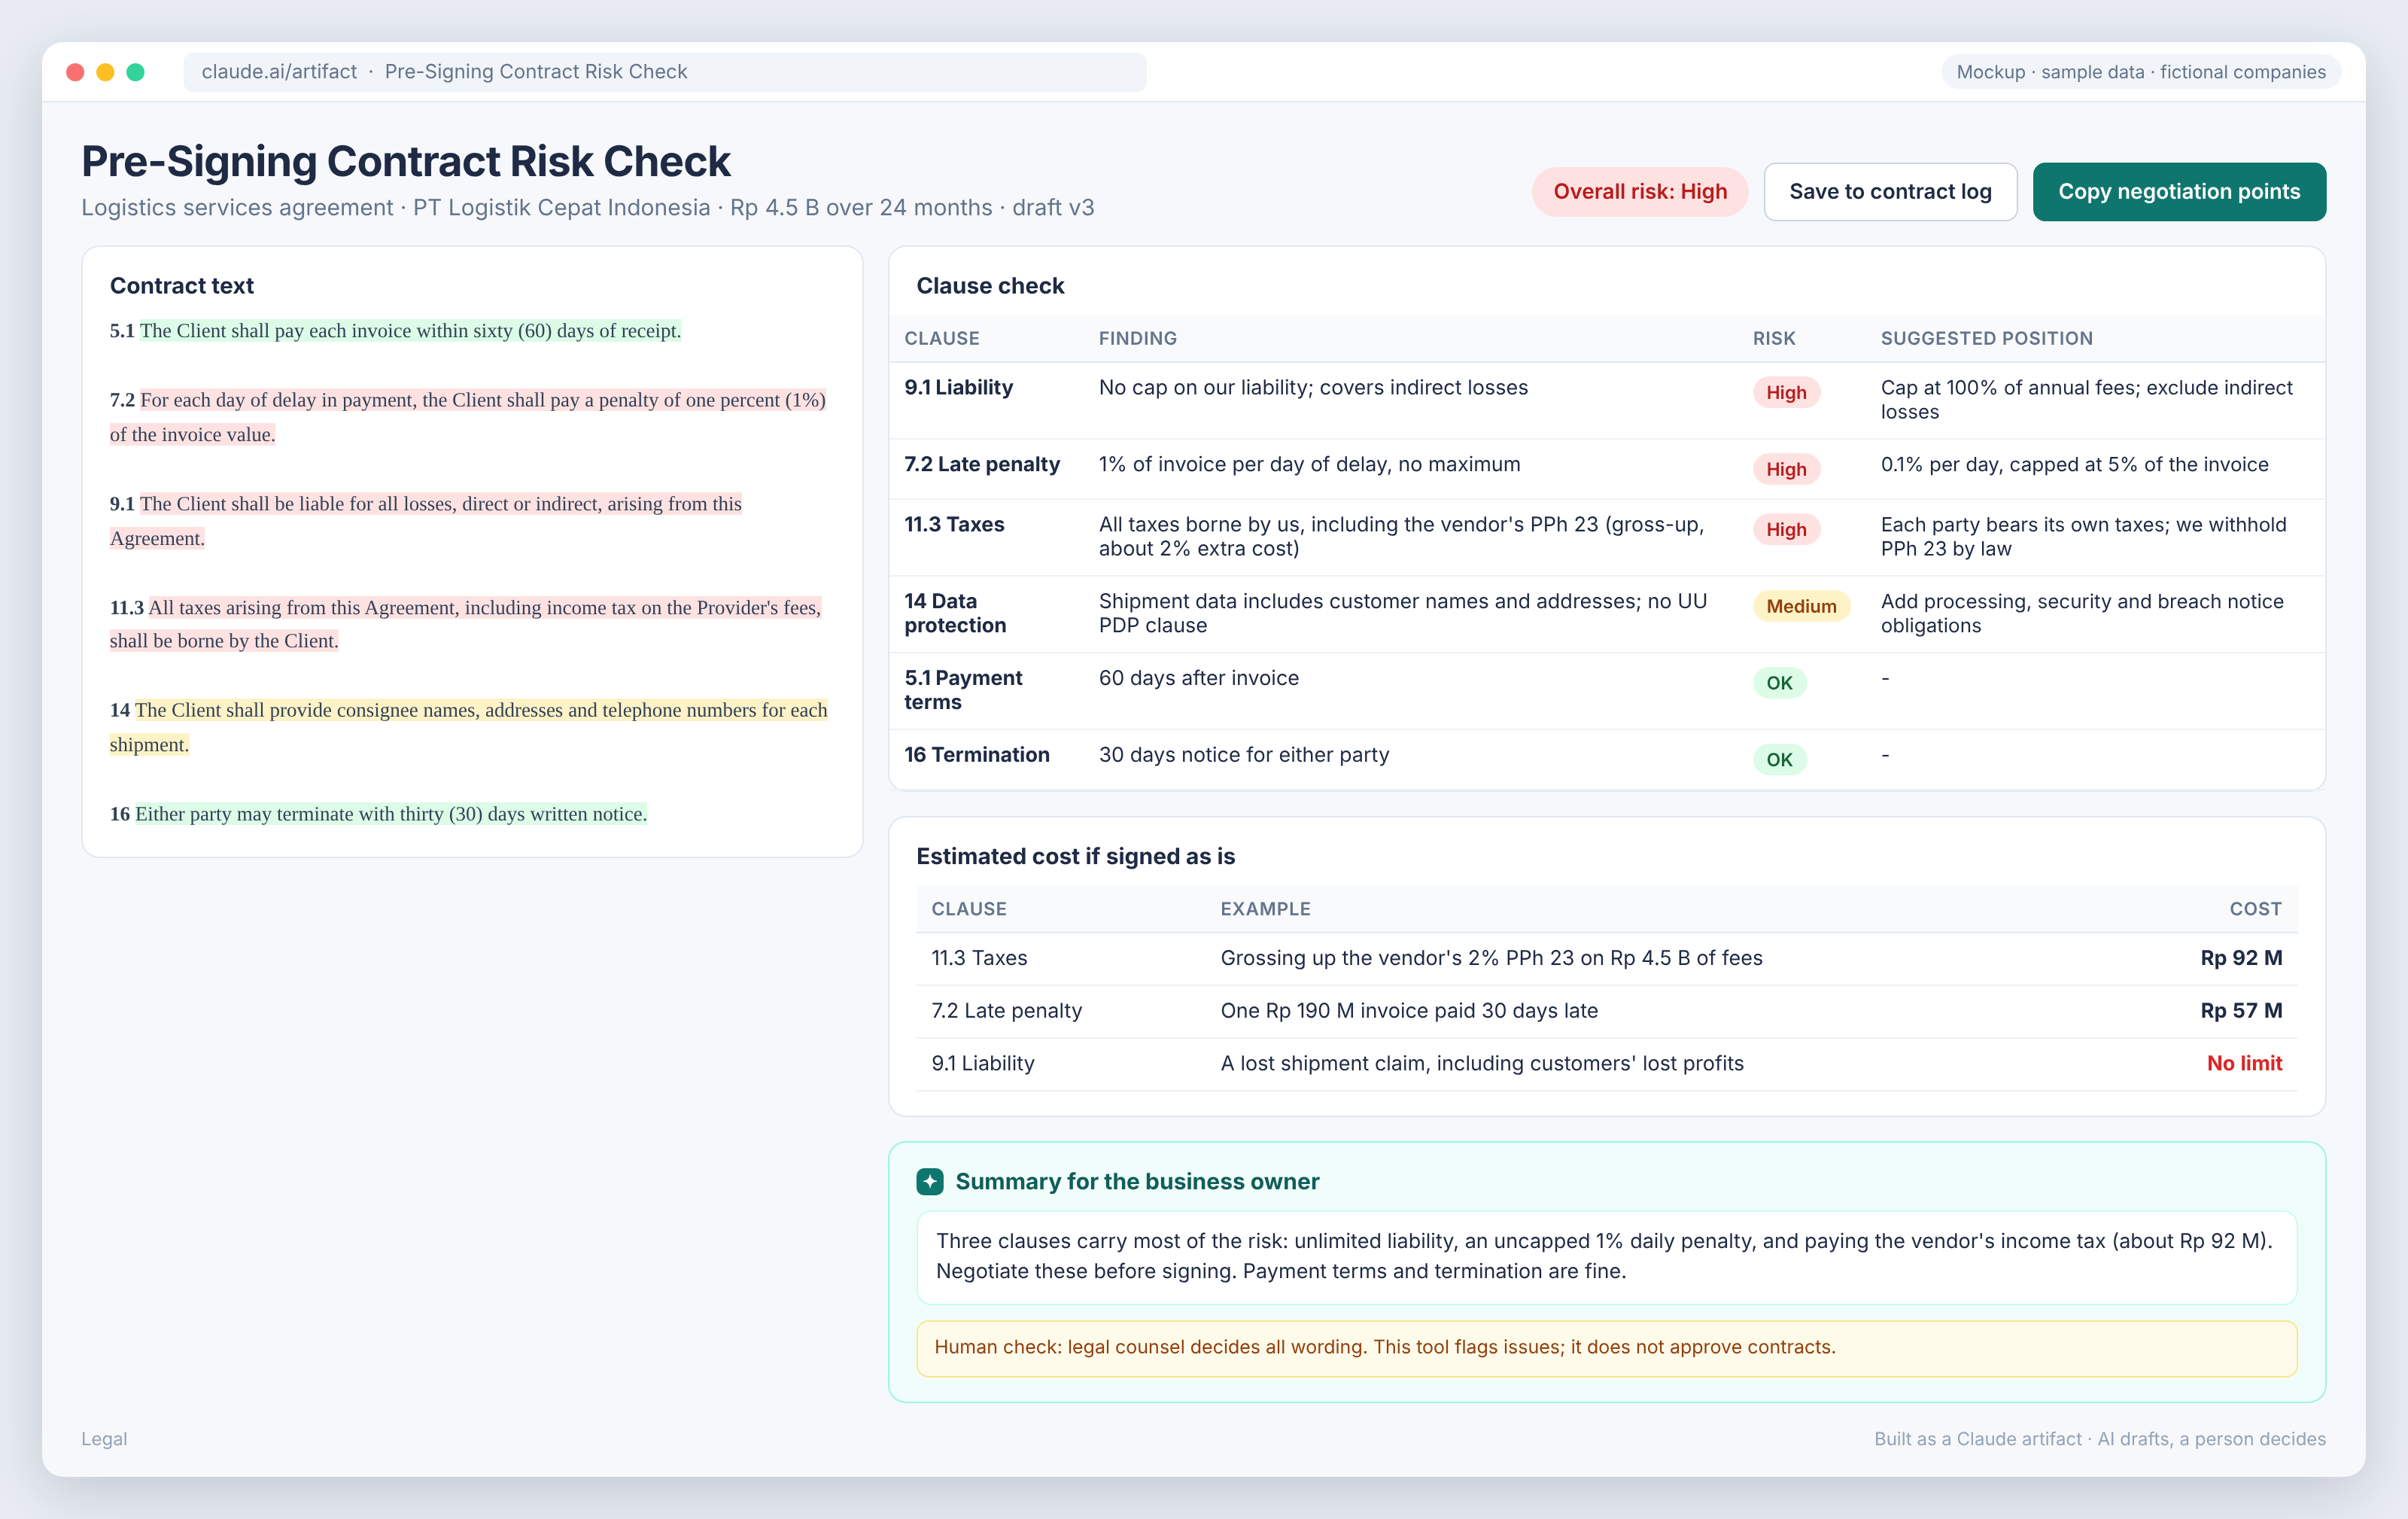 claude.ai/artifact · Pre-Signing Contract Risk Check
Mockup · sample data · fictional companies
Pre-Signing Contract Risk Check
Logistics services agreement · PT Logistik Cepat Indonesia · Rp 4.5 B over 24 months · draft v3
Overall risk: High
Save to contract log
Copy negotiation points
Contract text
5.1 The Client shall pay each invoice within sixty (60) days of receipt.
7.2 For each day of delay in payment, the Client shall pay a penalty of one percent (1%)
of the invoice value.
9.1 The Client shall be liable for all losses, direct or indirect, arising from this
Agreement.
11.3 All taxes arising from this Agreement, including income tax on the Provider's fees,
shall be borne by the Client.
14 The Client shall provide consignee names, addresses and telephone numbers for each
shipment.
16 Either party may terminate with thirty (30) days written notice.
Clause check
CLAUSE FINDING RISK SUGGESTED POSITION
9.1 Liability No cap on our liability; covers indirect losses High Cap at 100% of annual fees; exclude indirect
losses
7.2 Late penalty 1% of invoice per day of delay, no maximum High 0.1% per day, capped at 5% of the invoice
11.3 Taxes All taxes borne by us, including the vendor's PPh 23 (gross-up, High Each party bears its own taxes; we withhold
about 2% extra cost) PPh 23 by law
14 Data Shipment data includes customer names and addresses; no UU Medium Add processing, security and breach notice
protection PDP clause obligations
5.1 Payment 60 days after invoice OK -
terms
16 Termination 30 days notice for either party OK -
Estimated cost if signed as is
CLAUSE EXAMPLE COST
11.3 Taxes Grossing up the vendor's 2% PPh 23 on Rp 4.5 B of fees Rp 92 M
7.2 Late penalty One Rp 190 M invoice paid 30 days late Rp 57 M
9.1 Liability A lost shipment claim, including customers' lost profits No limit
Summary for the business owner
Three clauses carry most of the risk: unlimited liability, an uncapped 1% daily penalty, and paying the vendor's income tax (about Rp 92 M).
Negotiate these before signing. Payment terms and termination are fine.
Human check: legal counsel decides all wording. This tool flags issues; it does not approve contracts.
Legal
Built as a Claude artifact · AI drafts, a person decides